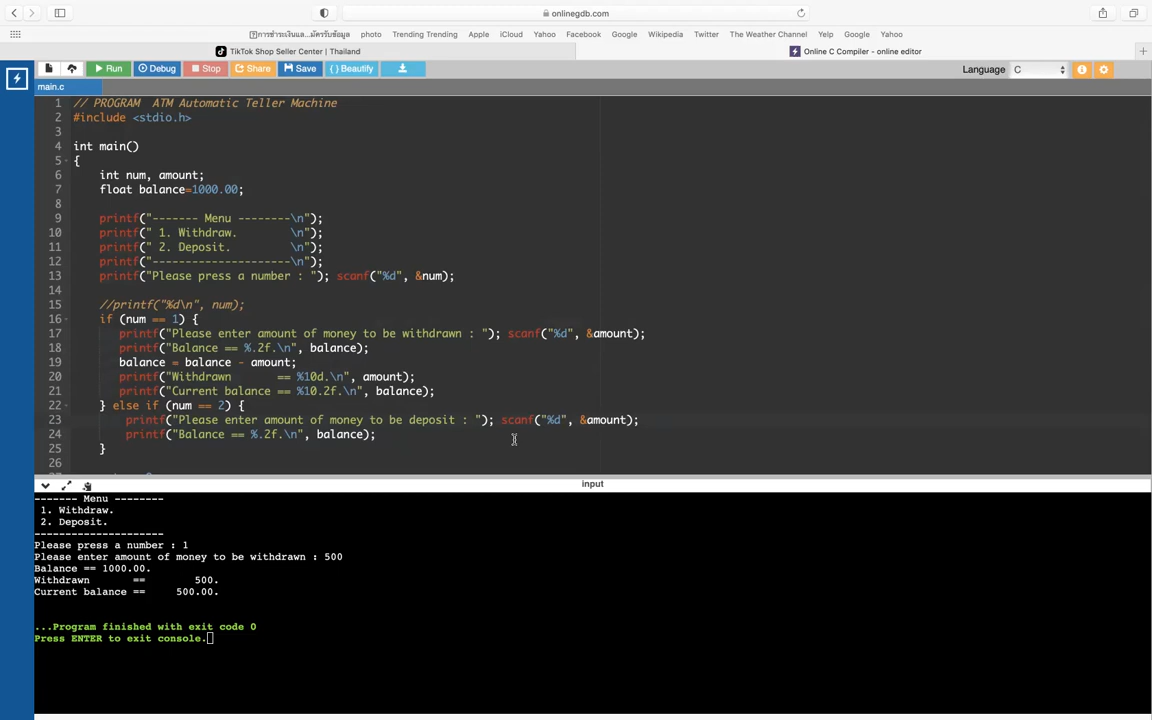 onlinegdb.com
photo Trending Trending Apple iCloud Yahoo Facebook Google Wikipedia Twitter The Weather Channel Yelp Google Yahoo
TikTok Shop Seller Center | Thailand
Online C Compiler - online editor
Run Debug Stop Share Save { } Beautify
Language C
main.c
1 // PROGRAM  ATM Automatic Teller Machine
2 #include <stdio.h>
3
4 int main()
5 {
6     int num, amount;
7     float balance=1000.00;
8
9     printf("------- Menu --------\n");
10     printf(" 1. Withdraw.        \n");
11     printf(" 2. Deposit.         \n");
12     printf("---------------------\n");
13     printf("Please press a number : "); scanf("%d", &num);
14
15     //printf("%d\n", num);
16     if (num == 1) {
17        printf("Please enter amount of money to be withdrawn : "); scanf("%d", &amount);
18        printf("Balance == %.2f.\n", balance);
19        balance = balance - amount;
20        printf("Withdrawn       == %10d.\n", amount);
21        printf("Current balance == %10.2f.\n", balance);
22     } else if (num == 2) {
23         printf("Please enter amount of money to be deposit : "); scanf("%d", &amount);
24         printf("Balance == %.2f.\n", balance);
25     }
26
input
------- Menu --------
 1. Withdraw.
 2. Deposit.
---------------------
Please press a number : 1
Please enter amount of money to be withdrawn : 500
Balance == 1000.00.
Withdrawn       ==        500.
Current balance ==     500.00.
...Program finished with exit code 0
Press ENTER to exit console.